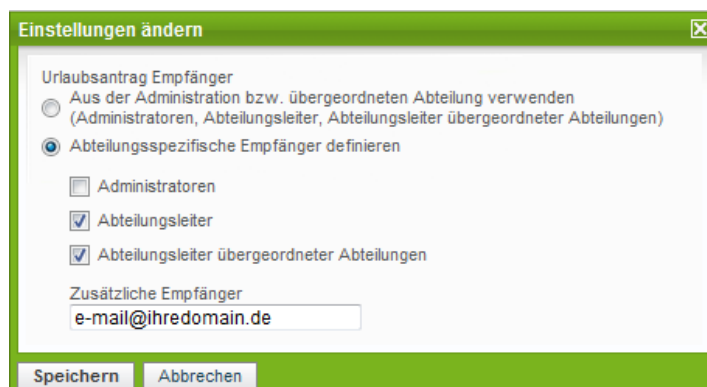 Einstellungen ändern
Urlaubsantrag Empfänger
Aus der Administration bzw. übergeordneten Abteilung verwenden
(Administratoren, Abteilungsleiter, Abteilungsleiter übergeordneter Abteilungen)
Abteilungsspezifische Empfänger definieren
Administratoren
Abteilungsleiter
Abteilungsleiter übergeordneter Abteilungen
Zusätzliche Empfänger
e-mail@ihredomain.de
Speichern Abbrechen